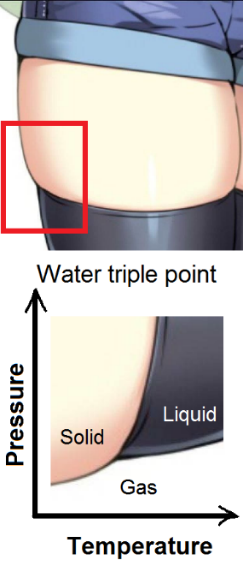 Water triple point
Pressure
Liquid
Solid
Gas
Temperature